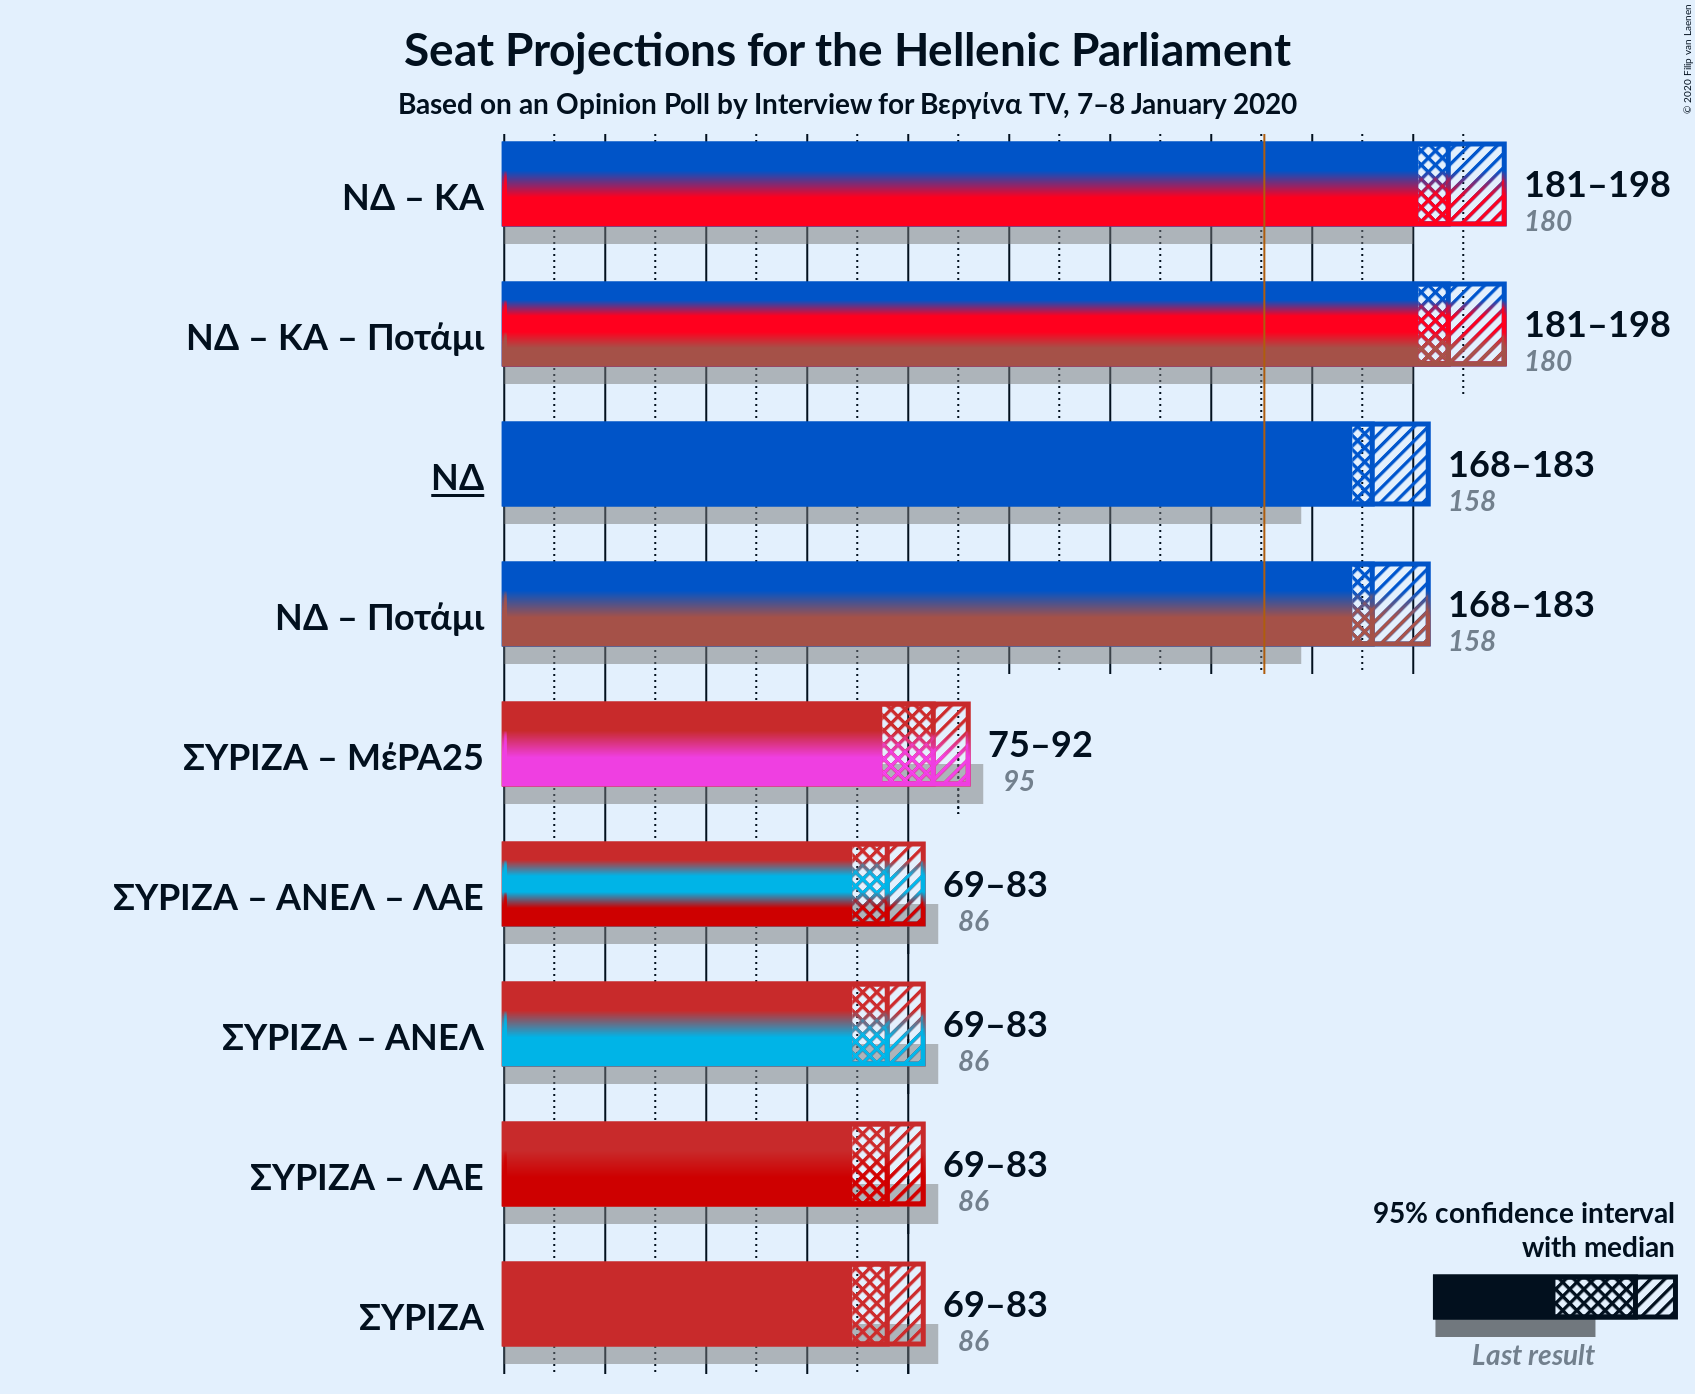 Seat Projections for the Hellenic Parliament
Based on an Opinion Poll by Interview for Βεργίνα TV, 7–8 January 2020
© 2020 Filip van Laenen
ΝΔ – ΚΑ
181–198
180
ΝΔ – ΚΑ – Ποτάμι
181–198
180
ΝΔ
168–183
158
ΝΔ – Ποτάμι
168–183
158
ΣΥΡΙΖΑ – ΜέΡΑ25
75–92
95
ΣΥΡΙΖΑ – ΑΝΕΛ – ΛΑΕ
69–83
86
ΣΥΡΙΖΑ – ΑΝΕΛ
69–83
86
ΣΥΡΙΖΑ – ΛΑΕ
69–83
86
ΣΥΡΙΖΑ
69–83
86
95% confidence interval
with median
Last result